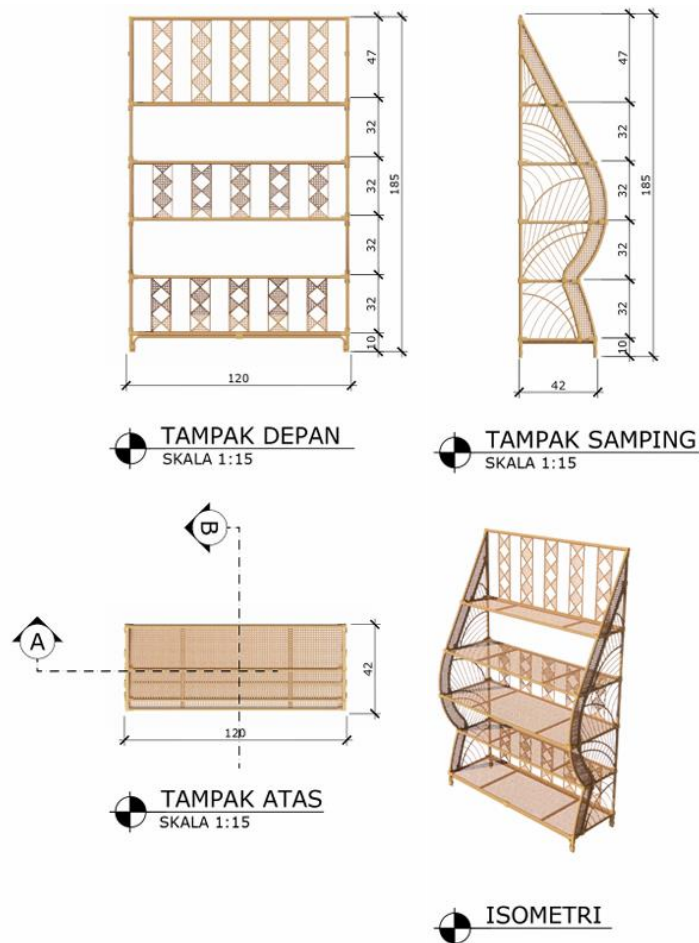 47
32
32
32
32
10
185
120
TAMPAK DEPAN
SKALA 1:15
47
32
32
32
32
10
185
42
TAMPAK SAMPING
SKALA 1:15
B
A
42
120
TAMPAK ATAS
SKALA 1:15
ISOMETRI